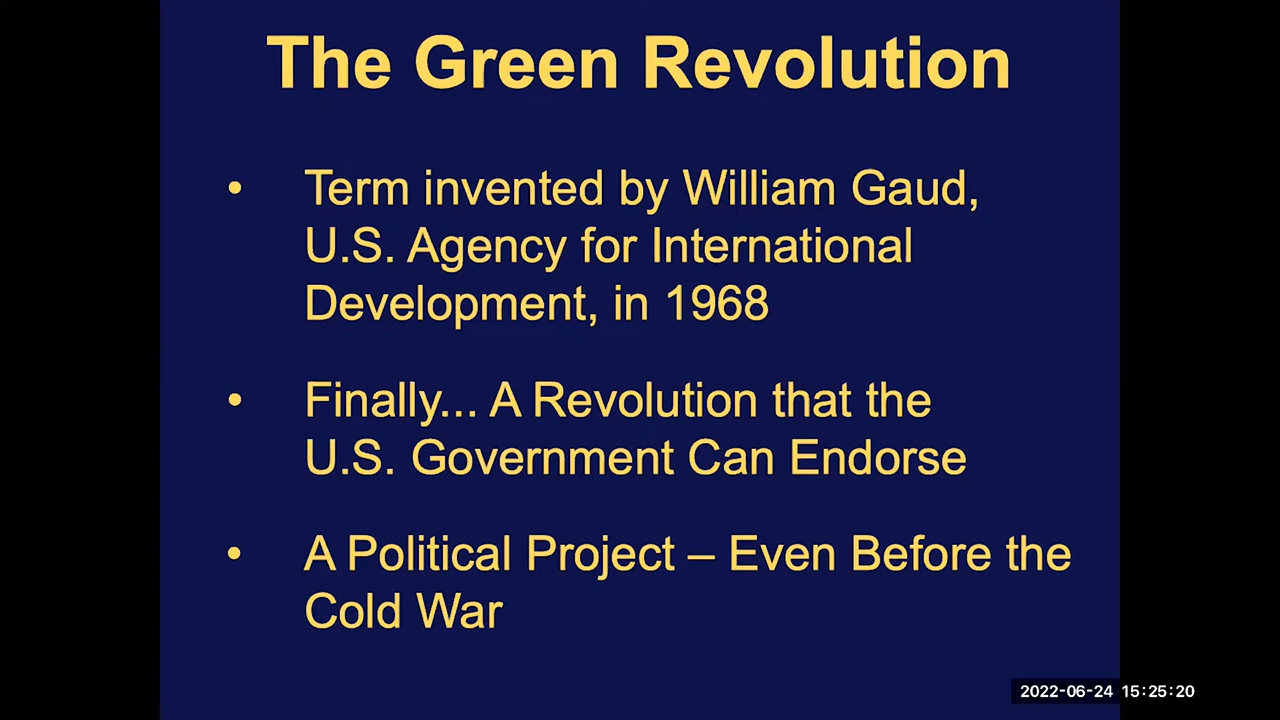 The Green Revolution
• Term invented by William Gaud,
U.S. Agency for International
Development, in 1968
• Finally... A Revolution that the
U.S. Government Can Endorse
• A Political Project – Even Before the
Cold War
2022-06-24 15:25:20